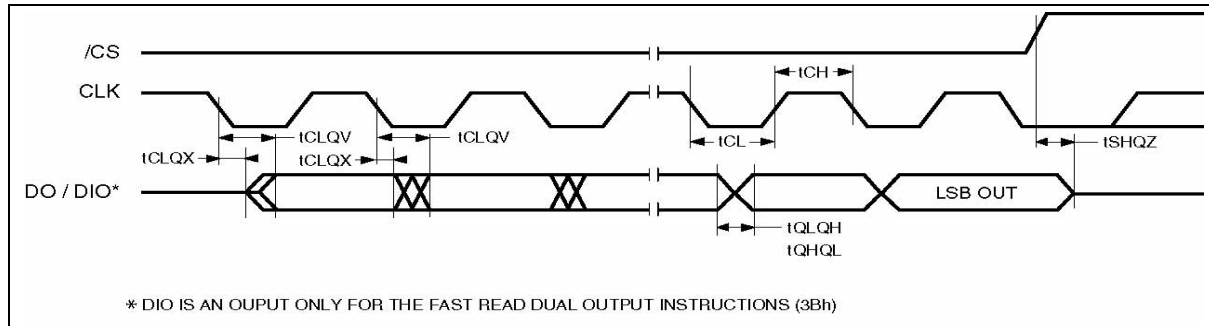 /CS
CLK
tCH
tCLQV
tCLQV
tCL
tSHQZ
tCLQX
tCLQX
DO / DIO*
LSB OUT
tQLQH
tQHQL
* DIO IS AN OUPUT ONLY FOR THE FAST READ DUAL OUTPUT INSTRUCTIONS (3Bh)